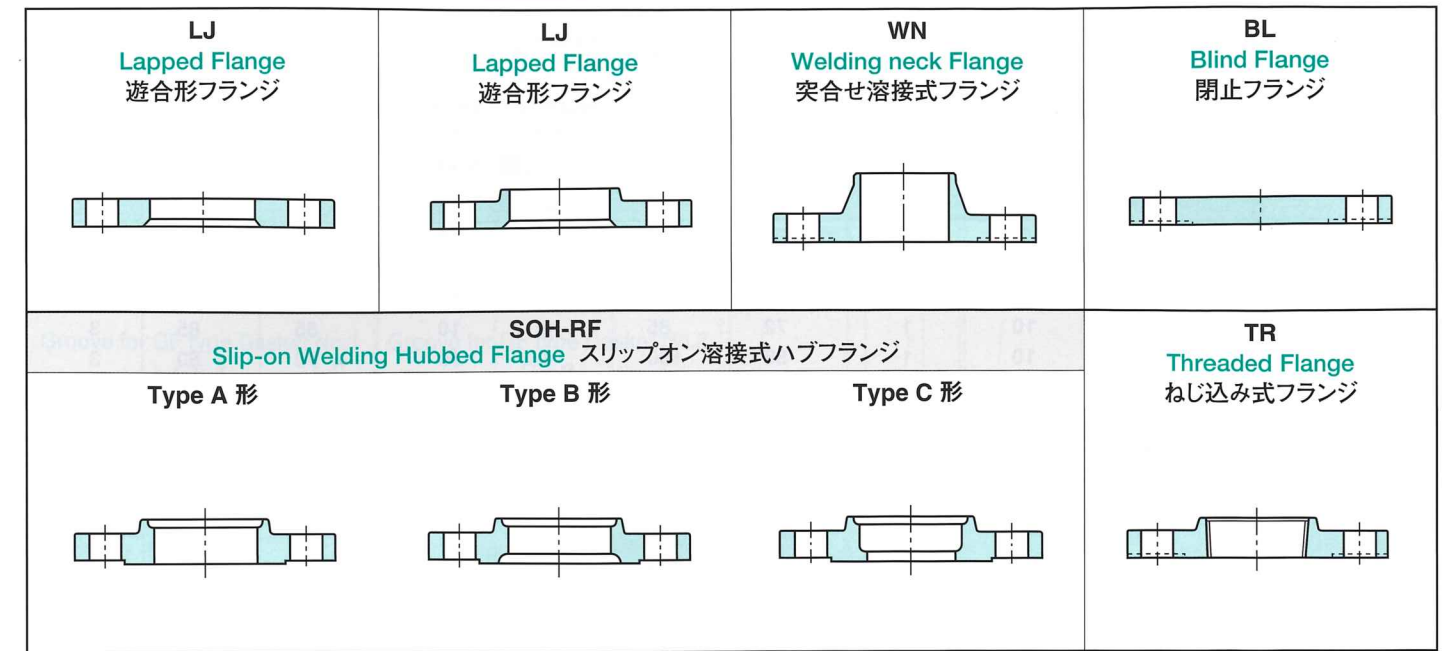 LJ
Lapped Flange
遊合形フランジ
LJ
Lapped Flange
遊合形フランジ
WN
Welding neck Flange
突合せ溶接式フランジ
BL
Blind Flange
閉止フランジ
SOH-RF
Slip-on Welding Hubbed Flange スリップオン溶接式ハブフランジ
Type A 形
Type B 形
Type C 形
TR
Threaded Flange
ねじ込み式フランジ